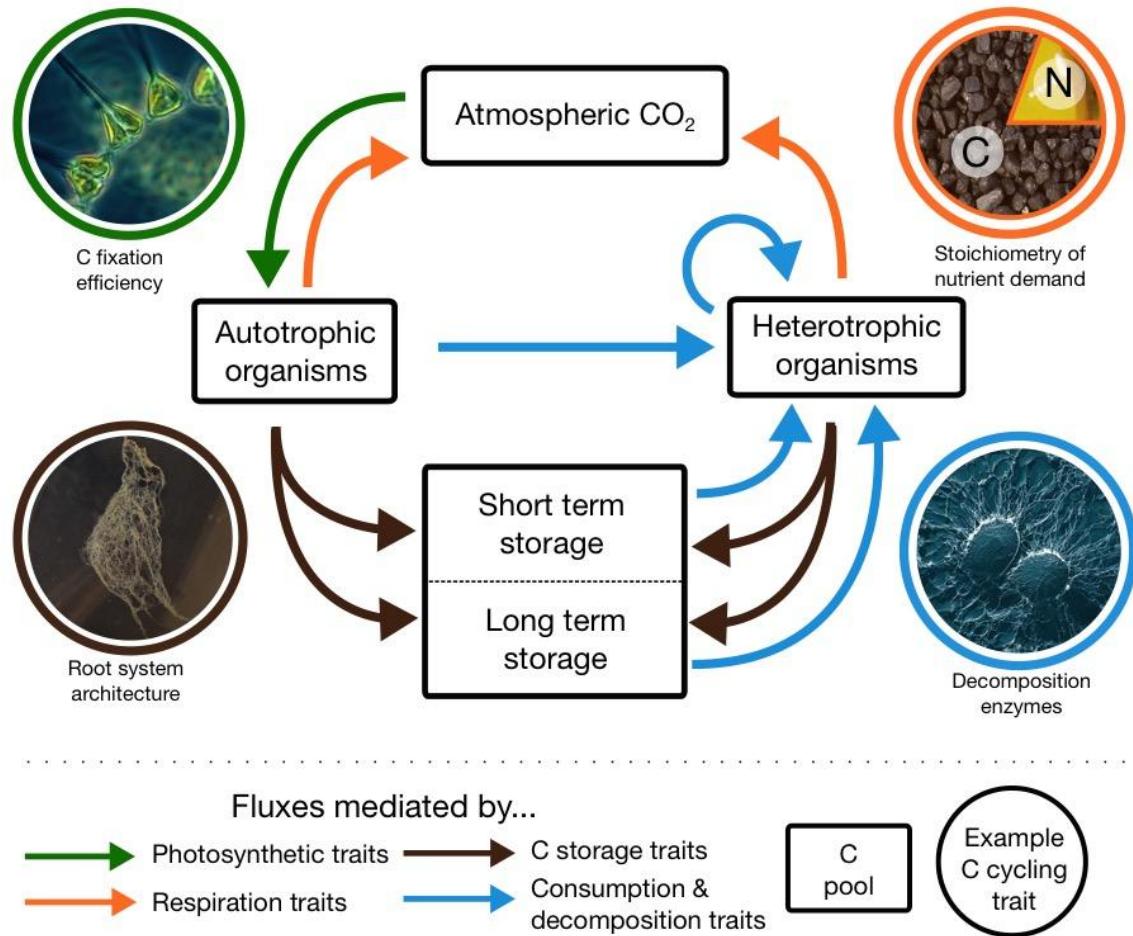 Atmospheric CO₂
N
C
C fixation
efficiency
Stoichiometry of
nutrient demand
Autotrophic
organisms
Heterotrophic
organisms
Short term
storage
Long term
storage
Root system
architecture
Decomposition
enzymes
Fluxes mediated by...
Photosynthetic traits
Respiration traits
C storage traits
Consumption &
decomposition traits
C
pool
Example
C cycling
trait